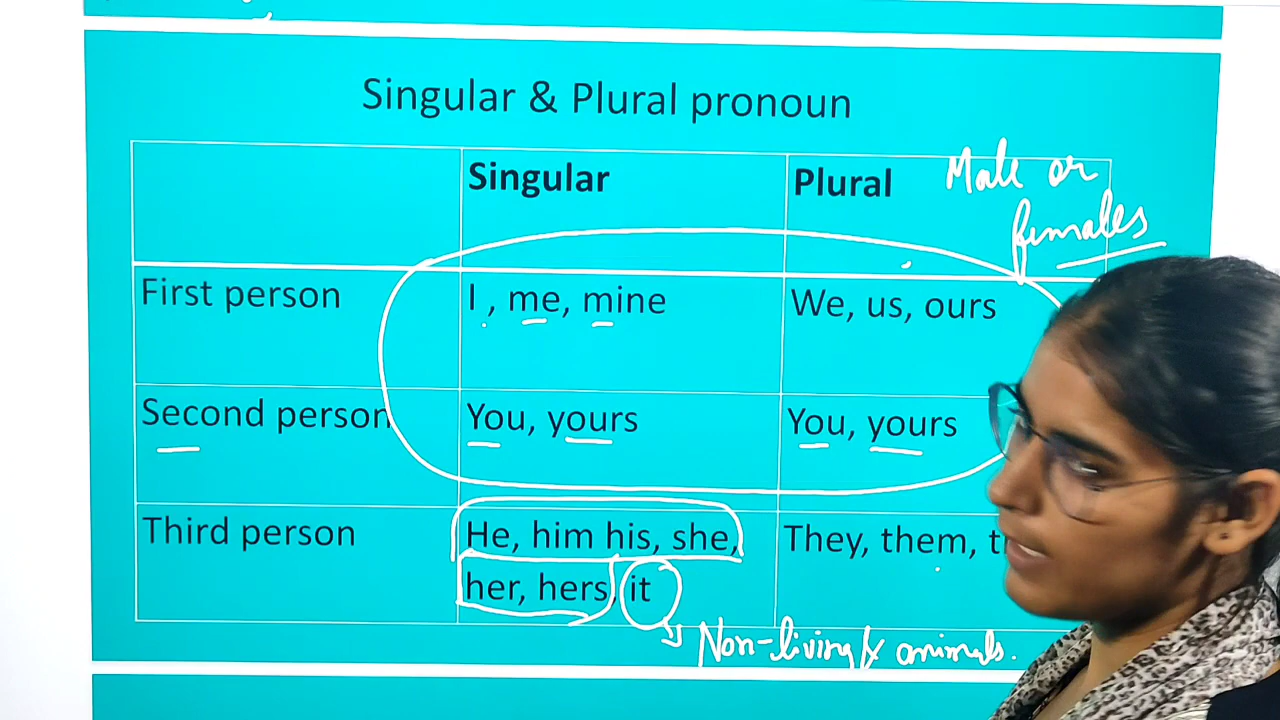 Singular & Plural pronoun
Singular
Plural
Male or
females
First person
I , me, mine
We, us, ours
Second person
You, yours
You, yours
Third person
He, him his, she,
her, hers, it
They, them,
Non-living & animals.